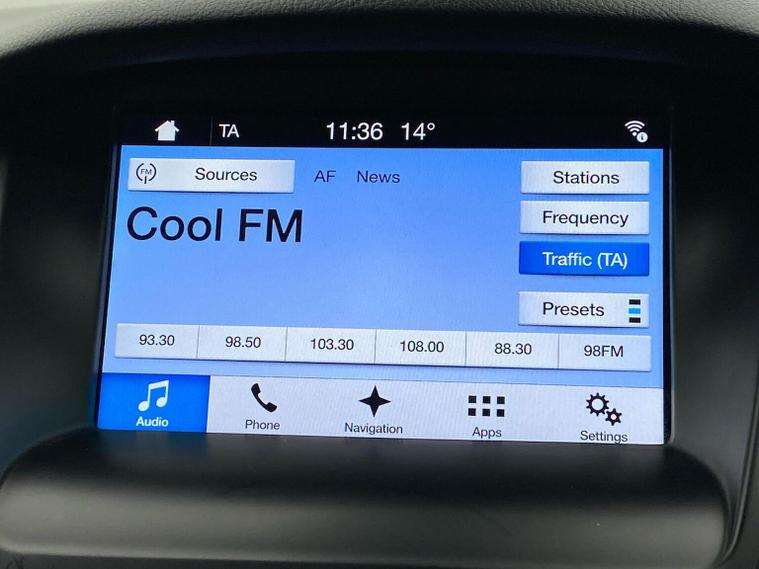 TA 11:36 14°
FM Sources AF News Stations
Cool FM
Frequency
Traffic (TA)
Presets
93.30 98.50 103.30 108.00 88.30 98FM
Audio Phone Navigation Apps Settings